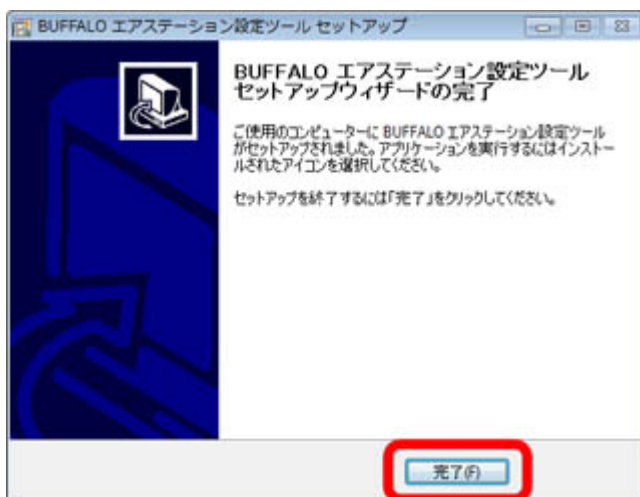 BUFFALO エアステーション設定ツール セットアップ
BUFFALO エアステーション設定ツール
セットアップウィザードの完了
ご使用のコンピューターに BUFFALO エアステーション設定ツール
がセットアップされました。アプリケーションを実行するにはインストー
ルされたアイコンを選択してください。
セットアップを終了するには「完了」をクリックしてください。
完了(F)